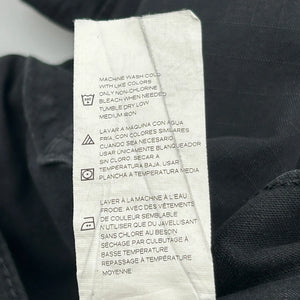 MACHINE WASH COLD
WITH LIKE COLORS
ONLY NON-CHLORINE
BLEACH WHEN NEEDED
TUMBLE DRY LOW
MEDIUM IRON
LAVAR A MAQUINA CON AGUA
FRIA, CON COLORES SIMILARES
CUANDO SEA NECESARIO
USAR UNICAMENTE BLANQUEADOR
SIN CLORO. SECAR A
TEMPERATURA BAJA. USAR
PLANCHA A TEMPERATURA MEDIA
LAVER À LA MACHINE À L'EAU
FROIDE, AVEC DES VÊTEMENTS
DE COULEUR SEMBLABLE
N'UTILISER QUE DU JAVELLISANT
SANS CHLORE AU BESOIN
SÉCHAGE PAR CULBUTAGE À
BASSE TEMPÉRATURE
REPASSAGE À TEMPÉRATURE
MOYENNE